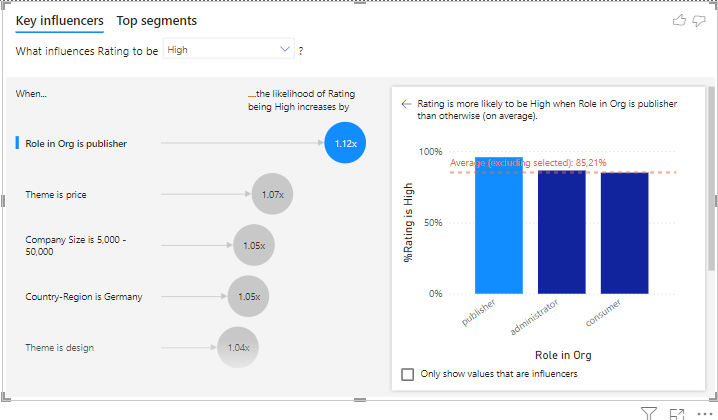 Key influencers Top segments
What influences Rating to be High ?
When...
....the likelihood of Rating
being High increases by
Role in Org is publisher 1.12x
Theme is price 1.07x
Company Size is 5,000 -
50,000 1.05x
Country-Region is Germany 1.05x
Theme is design 1.04x
Rating is more likely to be High when Role in Org is publisher
than otherwise (on average).
100%
Average (excluding selected): 85,21%
50%
0%
%Rating is High
publisher administrator consumer
Role in Org
Only show values that are influencers